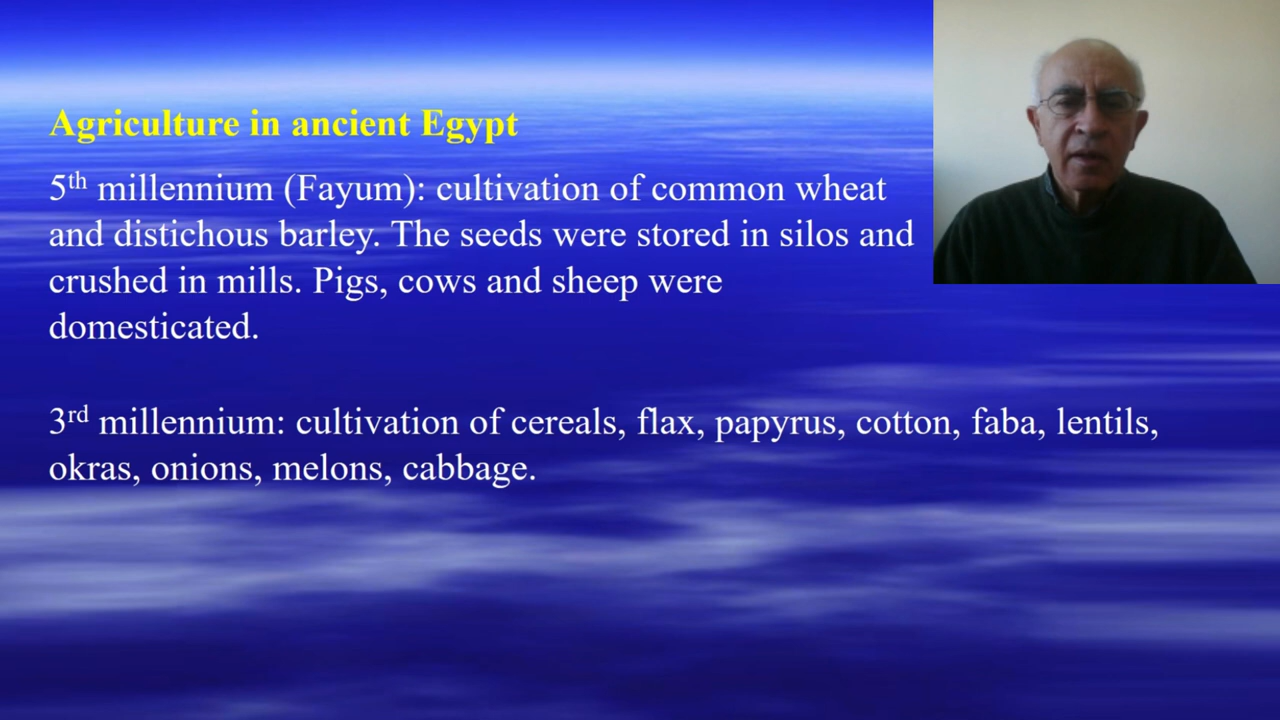 Agriculture in ancient Egypt
5th millennium (Fayum): cultivation of common wheat
and distichous barley. The seeds were stored in silos and
crushed in mills. Pigs, cows and sheep were
domesticated.
3rd millennium: cultivation of cereals, flax, papyrus, cotton, faba, lentils,
okras, onions, melons, cabbage.